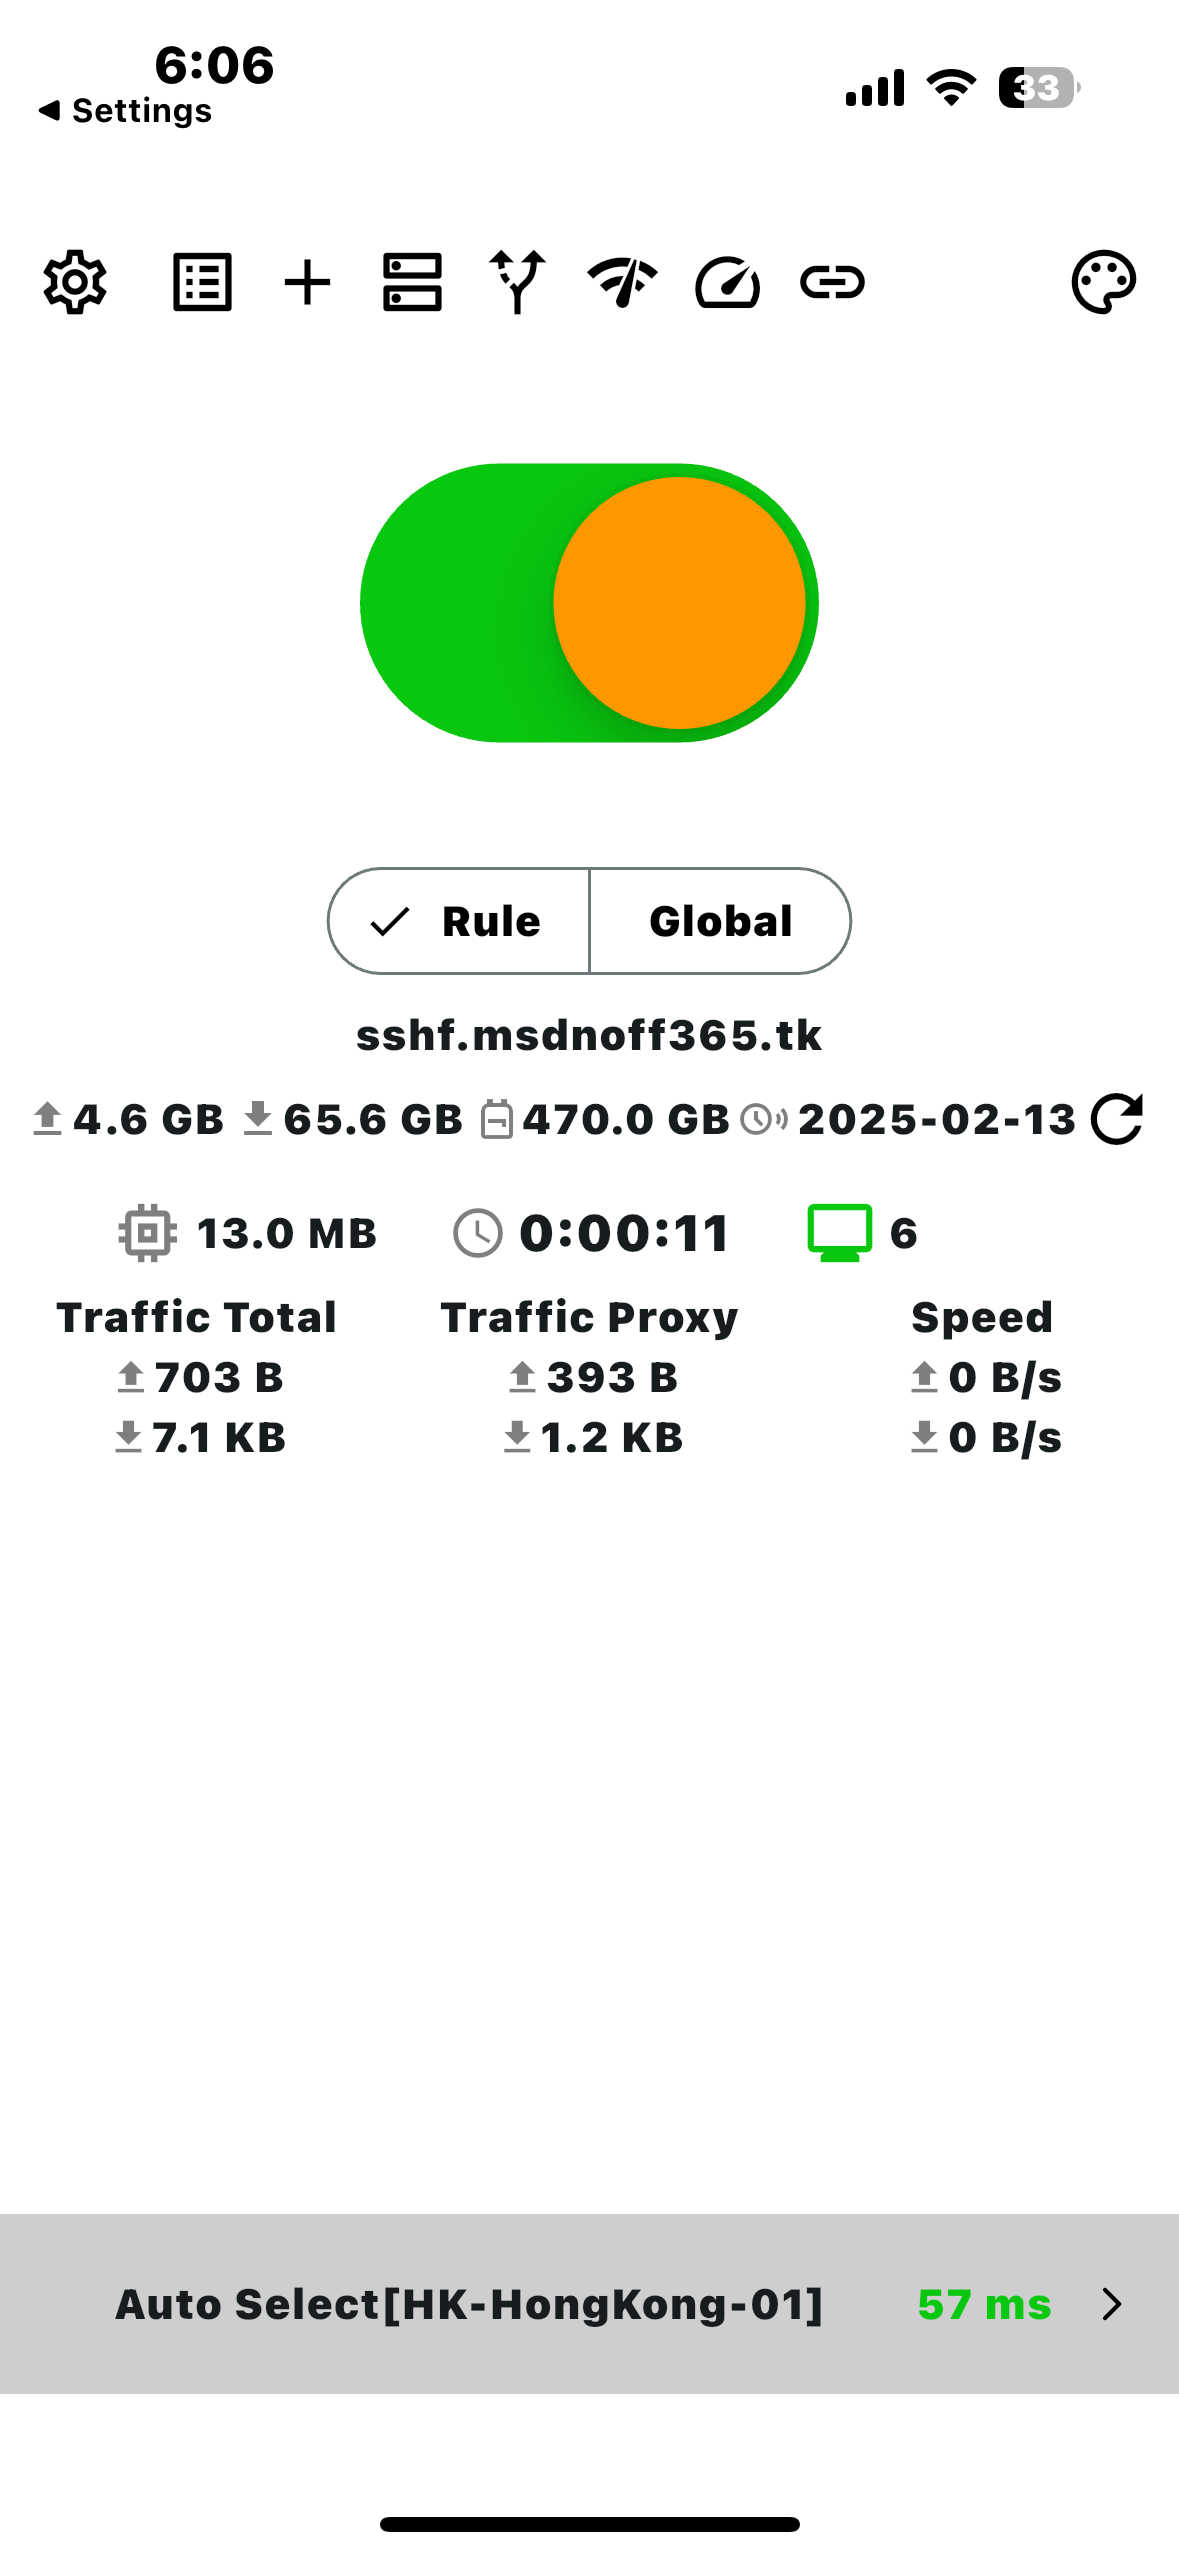 6:06
Settings
33
Rule Global
sshf.msdnoff365.tk
4.6 GB 65.6 GB 470.0 GB 2025-02-13
13.0 MB 0:00:11 6
Traffic Total Traffic Proxy Speed
703 B 393 B 0 B/s
7.1 KB 1.2 KB 0 B/s
Auto Select[HK-HongKong-01] 57 ms